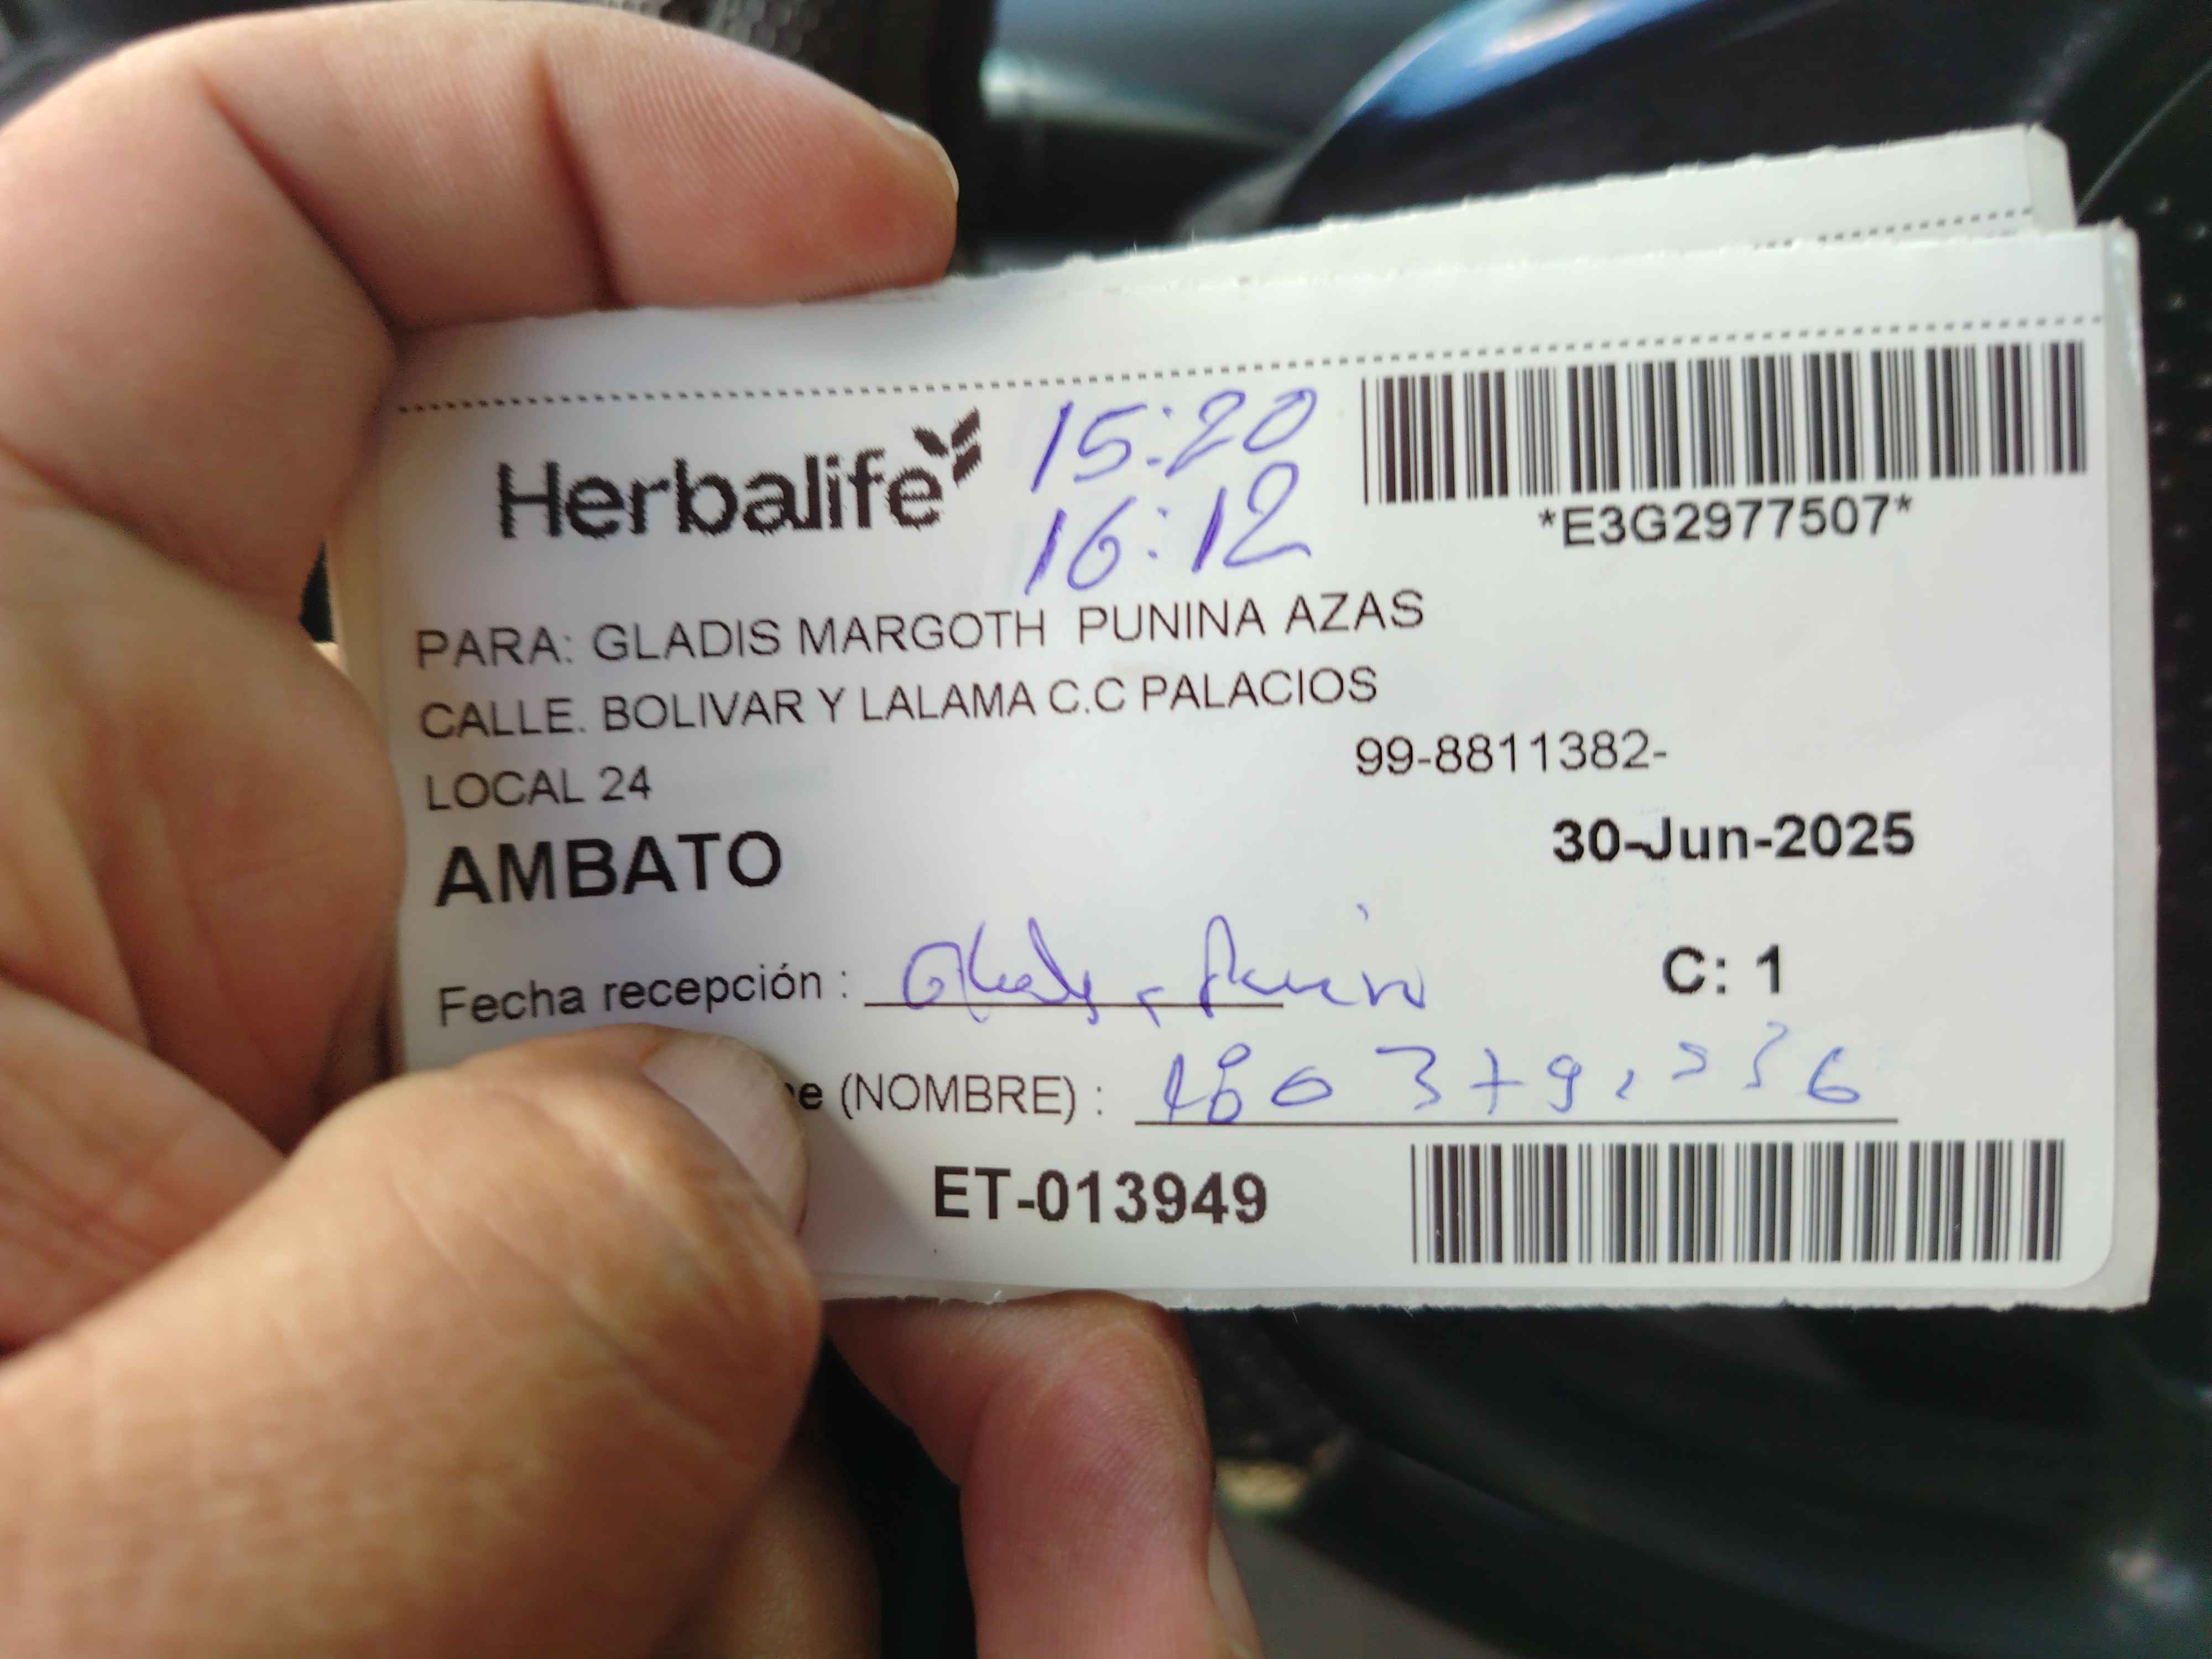 Herbalife
15:20
16:12
*E3G2977507*
PARA: GLADIS MARGOTH PUNINA AZAS
CALLE. BOLIVAR Y LALAMA C.C PALACIOS
99-8811382-
LOCAL 24
30-Jun-2025
AMBATO
C: 1
Fecha recepción :
(NOMBRE) :
ET-013949